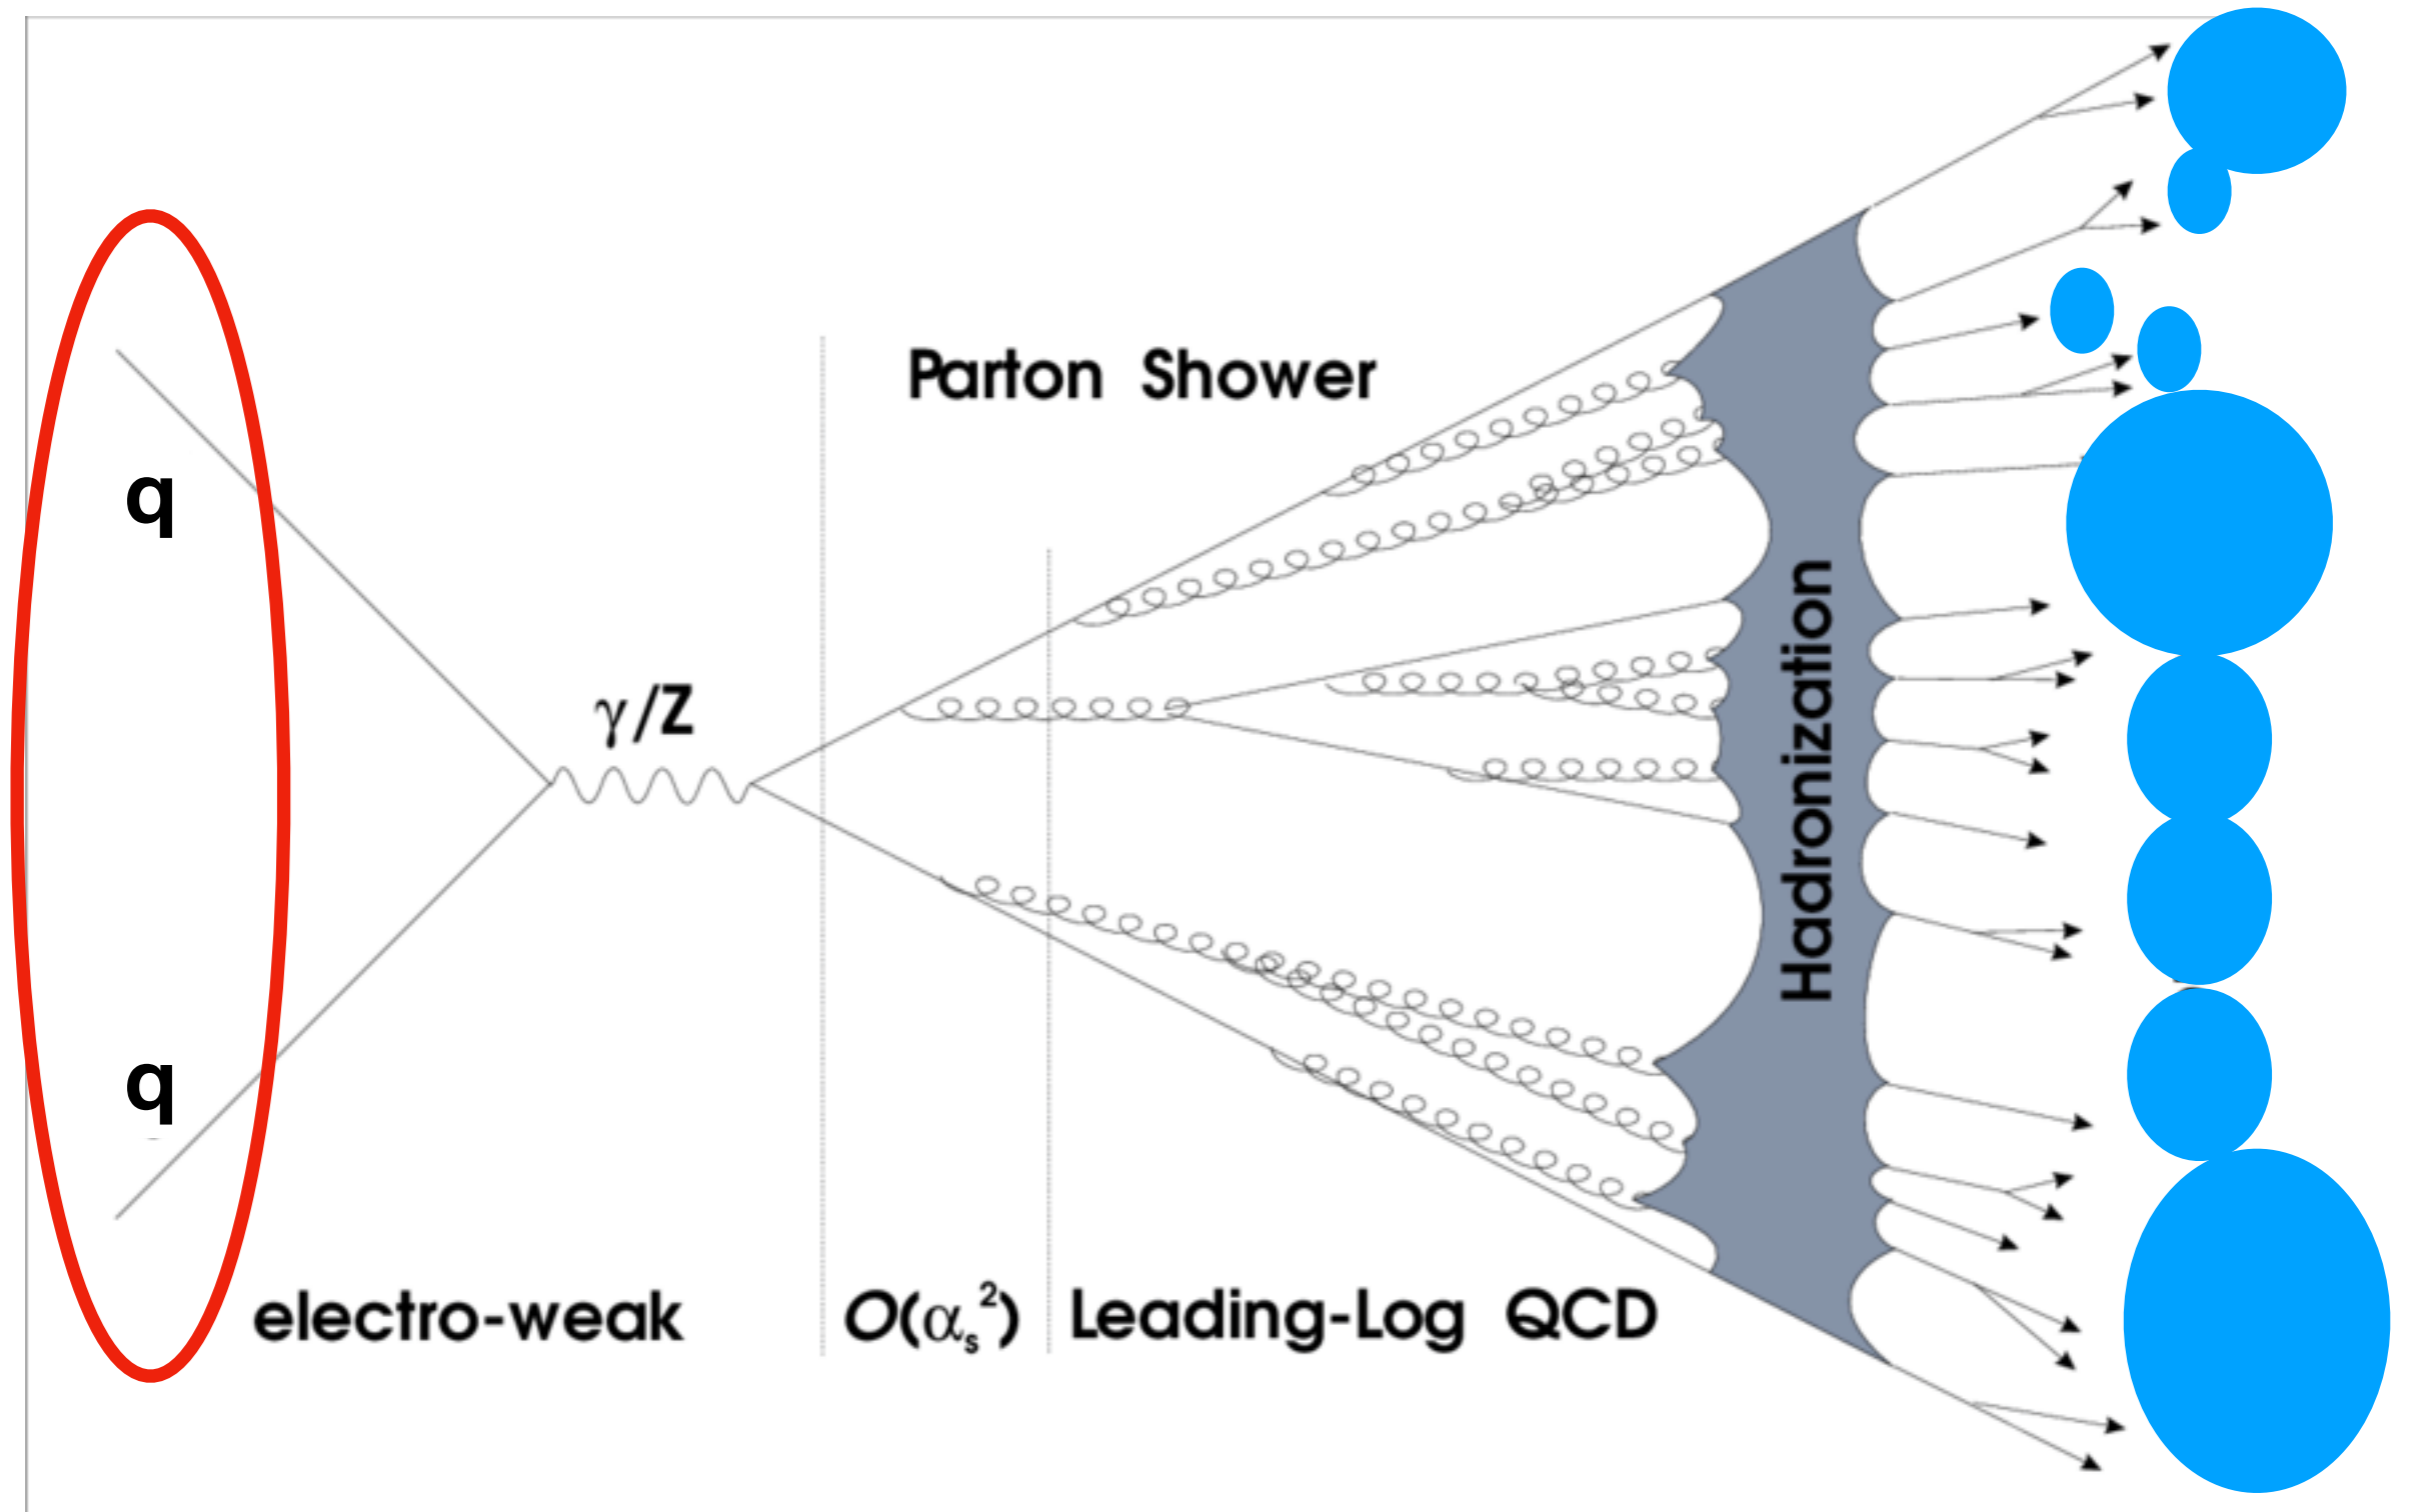 Parton Shower
q
γ/Z
Hadronization
q
electro-weak
O(αs²)
Leading-Log QCD